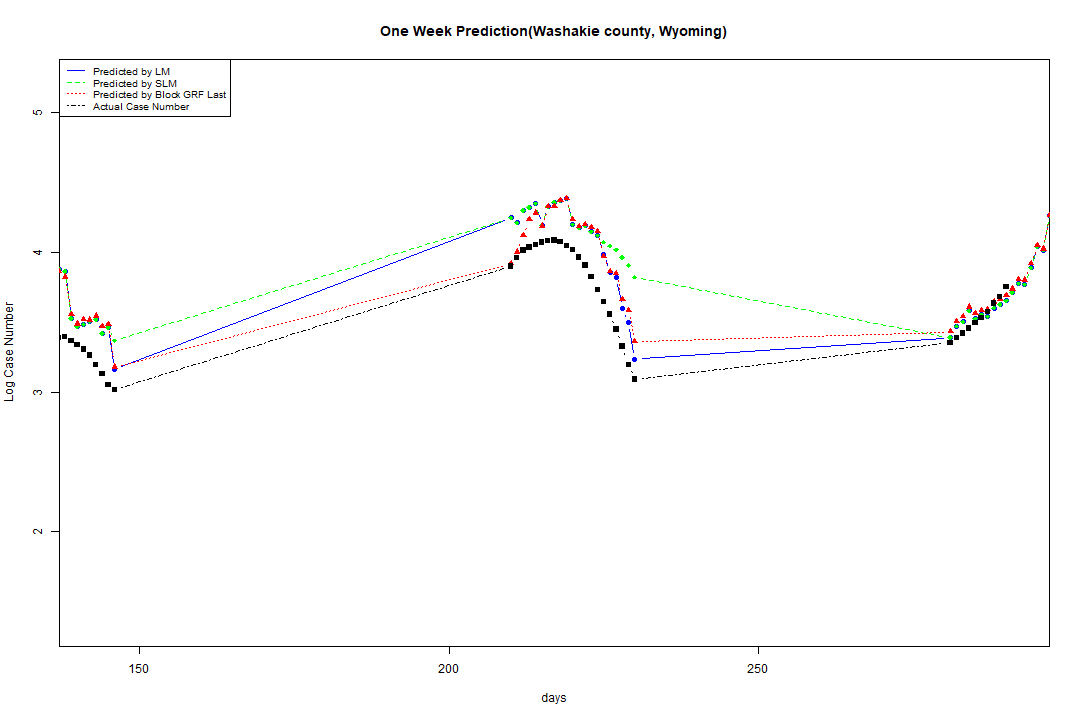 One Week Prediction(Washakie county, Wyoming)
Predicted by LM
Predicted by SLM
Predicted by Block GRF Last
Actual Case Number
5
4
3
2
Log Case Number
150 200 250
days